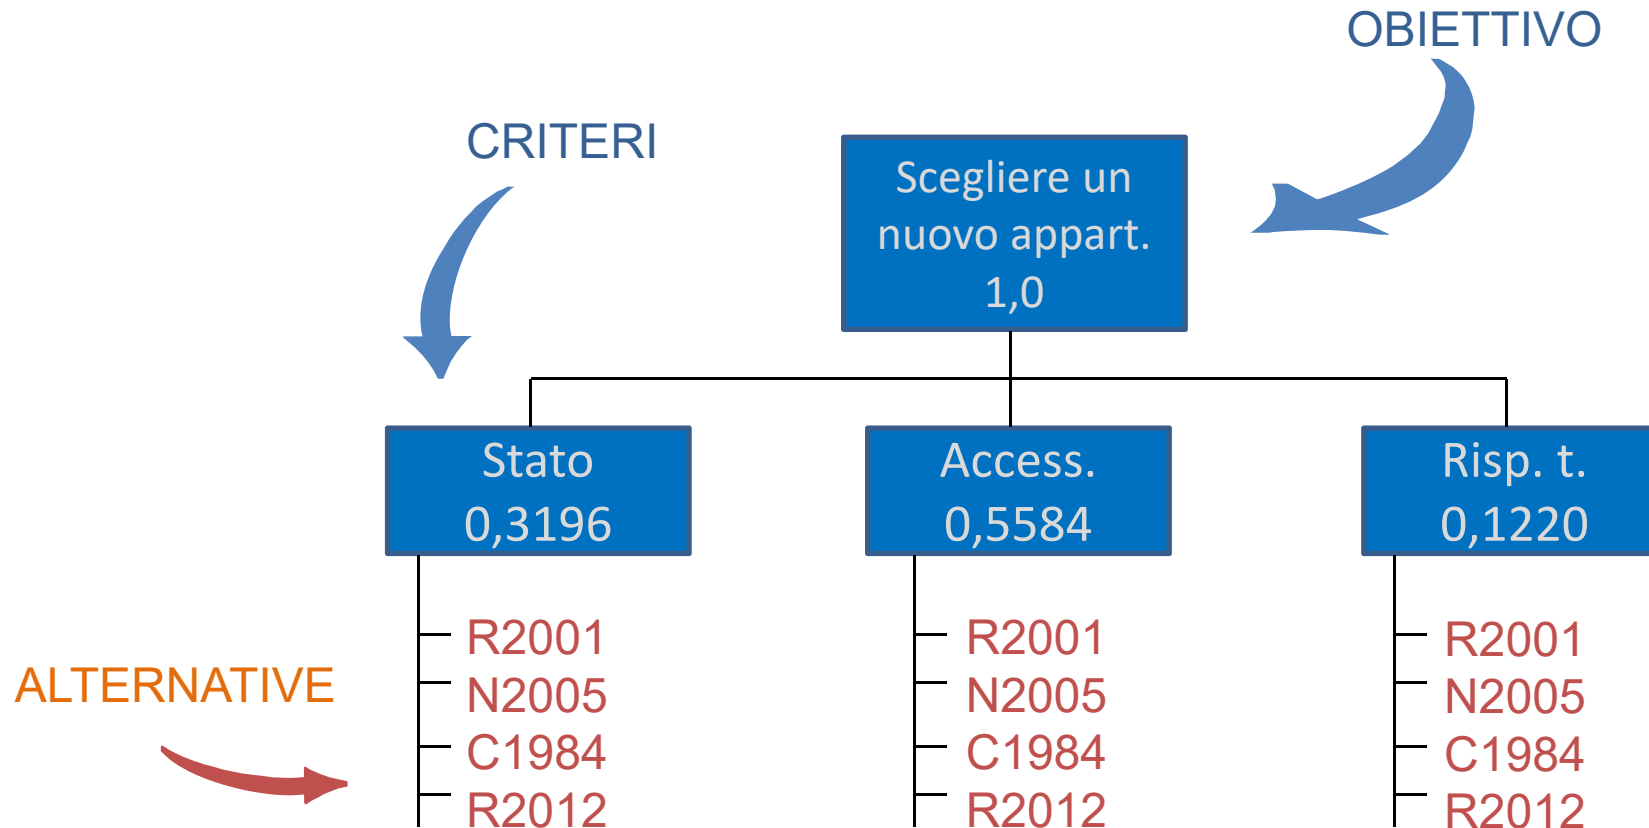 OBIETTIVO
CRITERI
Scegliere un
nuovo appart.
1,0
Stato
0,3196
Access.
0,5584
Risp. t.
0,1220
ALTERNATIVE
R2001
N2005
C1984
R2012
R2001
N2005
C1984
R2012
R2001
N2005
C1984
R2012